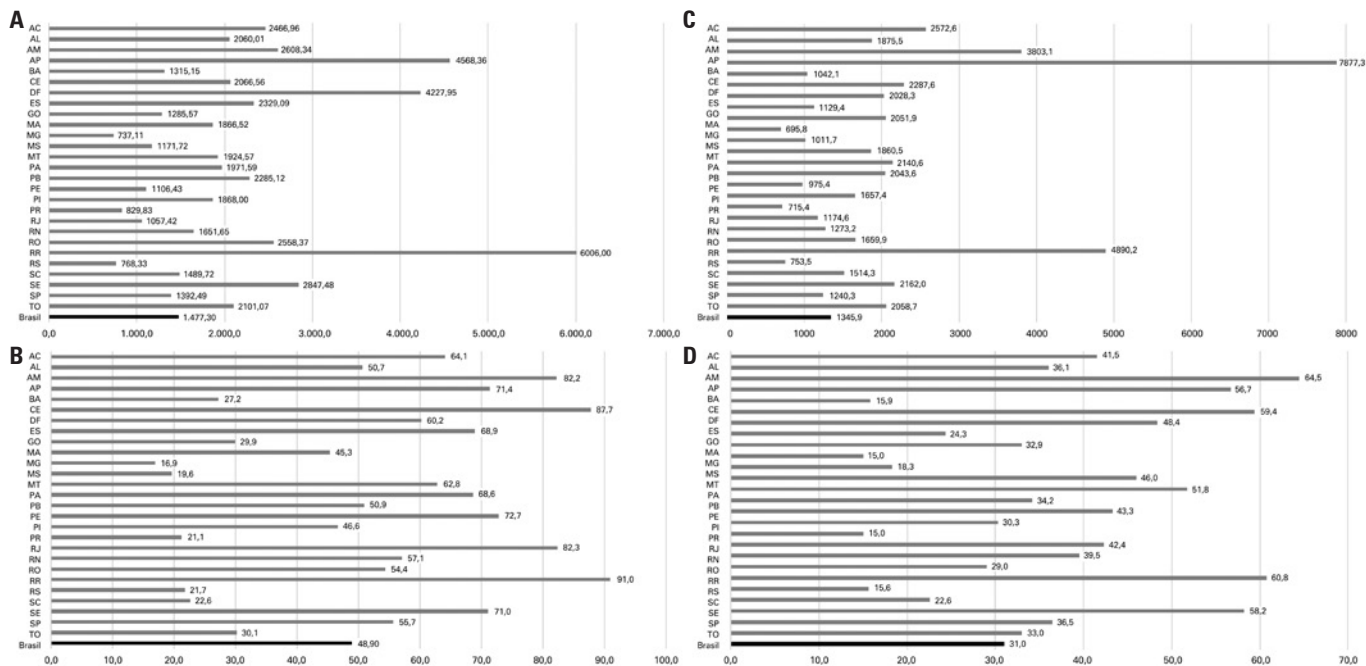 A
AC 2466,96
AL 2060,01
AM 2608,34
AP 4568,36
BA 1315,15
CE 2066,56
DF 4227,95
ES 2329,09
GO 1285,57
MA 1866,52
MG 737,11
MS 1171,72
MT 1924,57
PA 1971,59
PB 2285,12
PE 1106,43
PI 1868,00
PR 829,83
RJ 1057,42
RN 1651,65
RO 2558,37
RR 6006,00
RS 768,33
SC 1489,72
SE 2847,48
SP 1392,49
TO 2101,07
Brasil 1.477,30
0,0 1.000,0 2.000,0 3.000,0 4.000,0 5.000,0 6.000,0 7.000,0
B
AC 64,1
AL 50,7
AM 82,2
AP 71,4
BA 27,2
CE 87,7
DF 60,2
ES 68,9
GO 29,9
MA 45,3
MG 16,9
MS 19,6
MT 62,8
PA 68,6
PB 50,9
PE 72,7
PI 46,6
PR 21,1
RJ 82,3
RN 57,1
RO 54,4
RR 91,0
RS 21,7
SC 22,6
SE 71,0
SP 55,7
TO 30,1
Brasil 48,90
0,0 10,0 20,0 30,0 40,0 50,0 60,0 70,0 80,0 90,0 100,0
C
AC 2572,6
AL 1875,5
AM 3803,1
AP 7877,3
BA 1042,1
CE 2287,6
DF 2028,3
ES 1129,4
GO 2051,9
MA 695,8
MG 1011,7
MS 1860,5
MT 2140,6
PA 2043,6
PB 975,4
PE
PI 1657,4
PR 715,4
RJ 1174,6
RN 1273,2
RO 1659,9
RR 4890,2
RS 753,5
SC 1514,3
SE 2162,0
SP 1240,3
TO 2058,7
Brasil 1345,9
0 1000 2000 3000 4000 5000 6000 7000 8000
D
AC 41,5
AL 36,1
AM 64,5
AP 56,7
BA 15,9
CE 59,4
DF 48,4
ES 24,3
GO 32,9
MA 15,0
MG 18,3
MS 46,0
MT 51,8
PA 34,2
PB 43,3
PE
PI 30,3
PR 15,0
RJ 42,4
RN 39,5
RO 29,0
RR 60,8
RS 15,6
SC 22,6
SE 58,2
SP 36,5
TO 33,0
Brasil 31,0
0,0 10,0 20,0 30,0 40,0 50,0 60,0 70,0